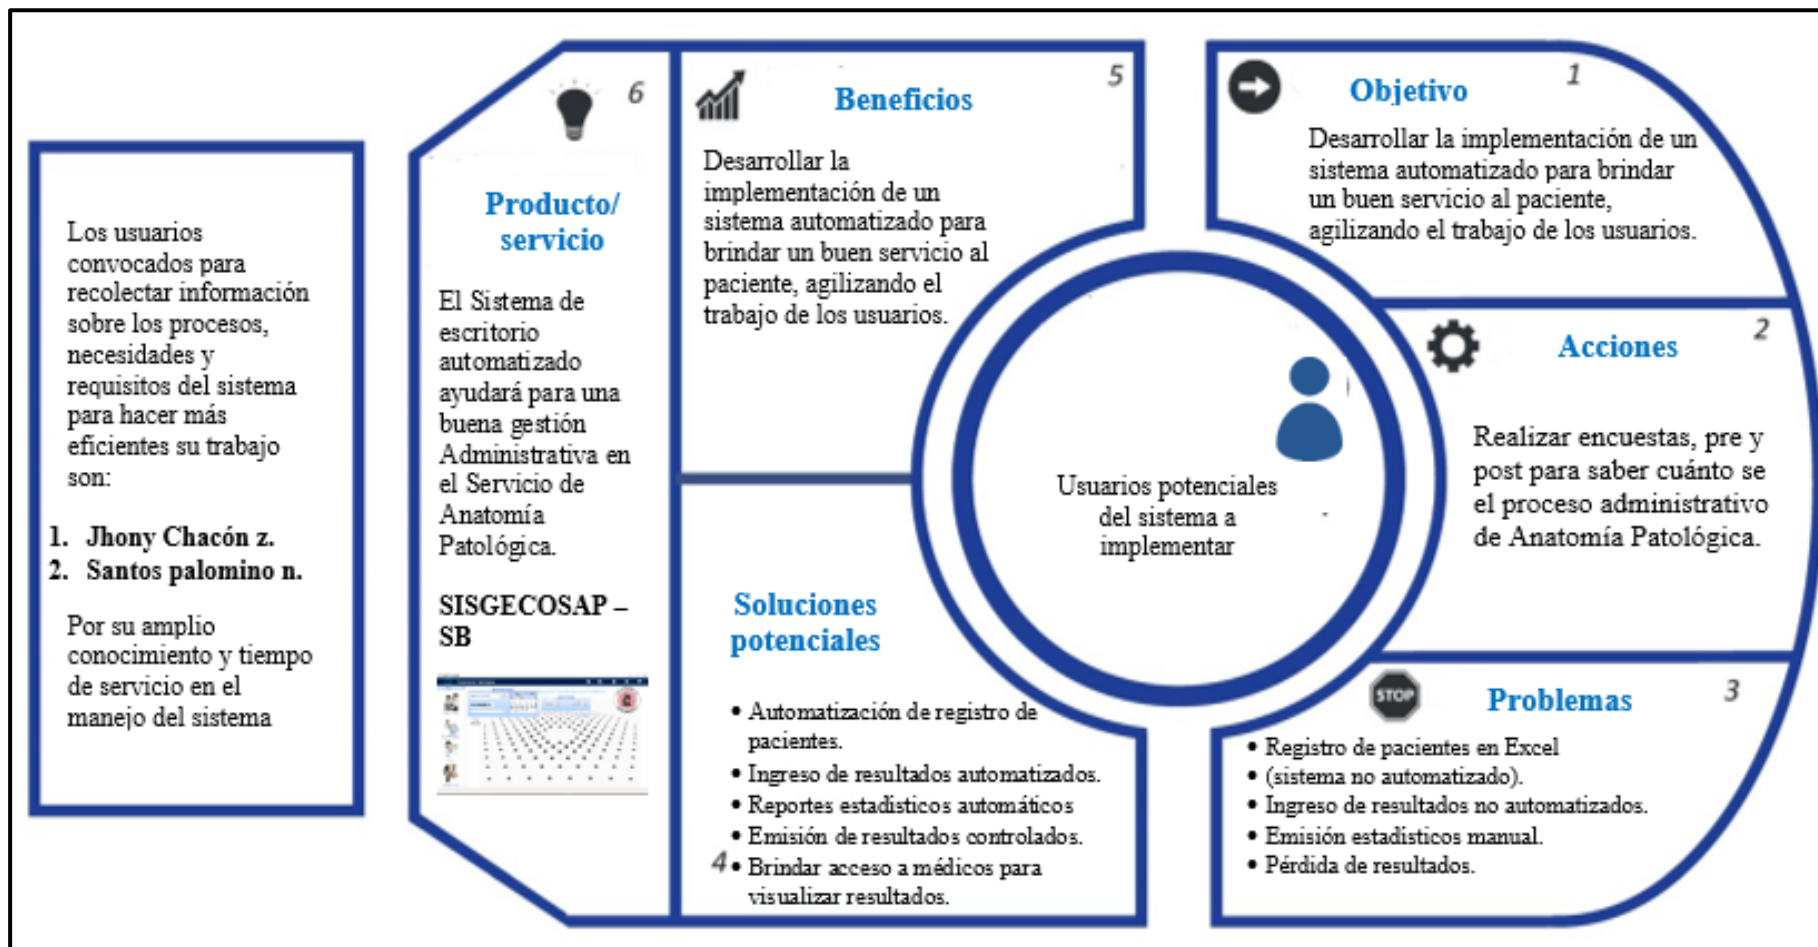 Los usuarios
convocados para
recolectar información
sobre los procesos,
necesidades y
requisitos del sistema
para hacer más
eficientes su trabajo
son:
1. Jhony Chacón z.
2. Santos palomino n.
Por su amplio
conocimiento y tiempo
de servicio en el
manejo del sistema
6
Producto/
servicio
El Sistema de
escritorio
automatizado
ayudará para una
buena gestión
Administrativa en
el Servicio de
Anatomía
Patológica.
SISGECOSAP –
SB
5
Beneficios
Desarrollar la
implementación de un
sistema automatizado para
brindar un buen servicio al
paciente, agilizando el
trabajo de los usuarios.
Soluciones
potenciales
• Automatización de registro de
pacientes.
• Ingreso de resultados automatizados.
• Reportes estadísticos automáticos
• Emisión de resultados controlados.
4 • Brindar acceso a médicos para
visualizar resultados.
Usuarios potenciales
del sistema a
implementar
Objetivo
1
Desarrollar la implementación de un
sistema automatizado para brindar
un buen servicio al paciente,
agilizando el trabajo de los usuarios.
2
Acciones
Realizar encuestas, pre y
post para saber cuánto se
el proceso administrativo
de Anatomía Patológica.
STOP
Problemas
3
• Registro de pacientes en Excel
• (sistema no automatizado).
• Ingreso de resultados no automatizados.
• Emisión estadísticos manual.
• Pérdida de resultados.